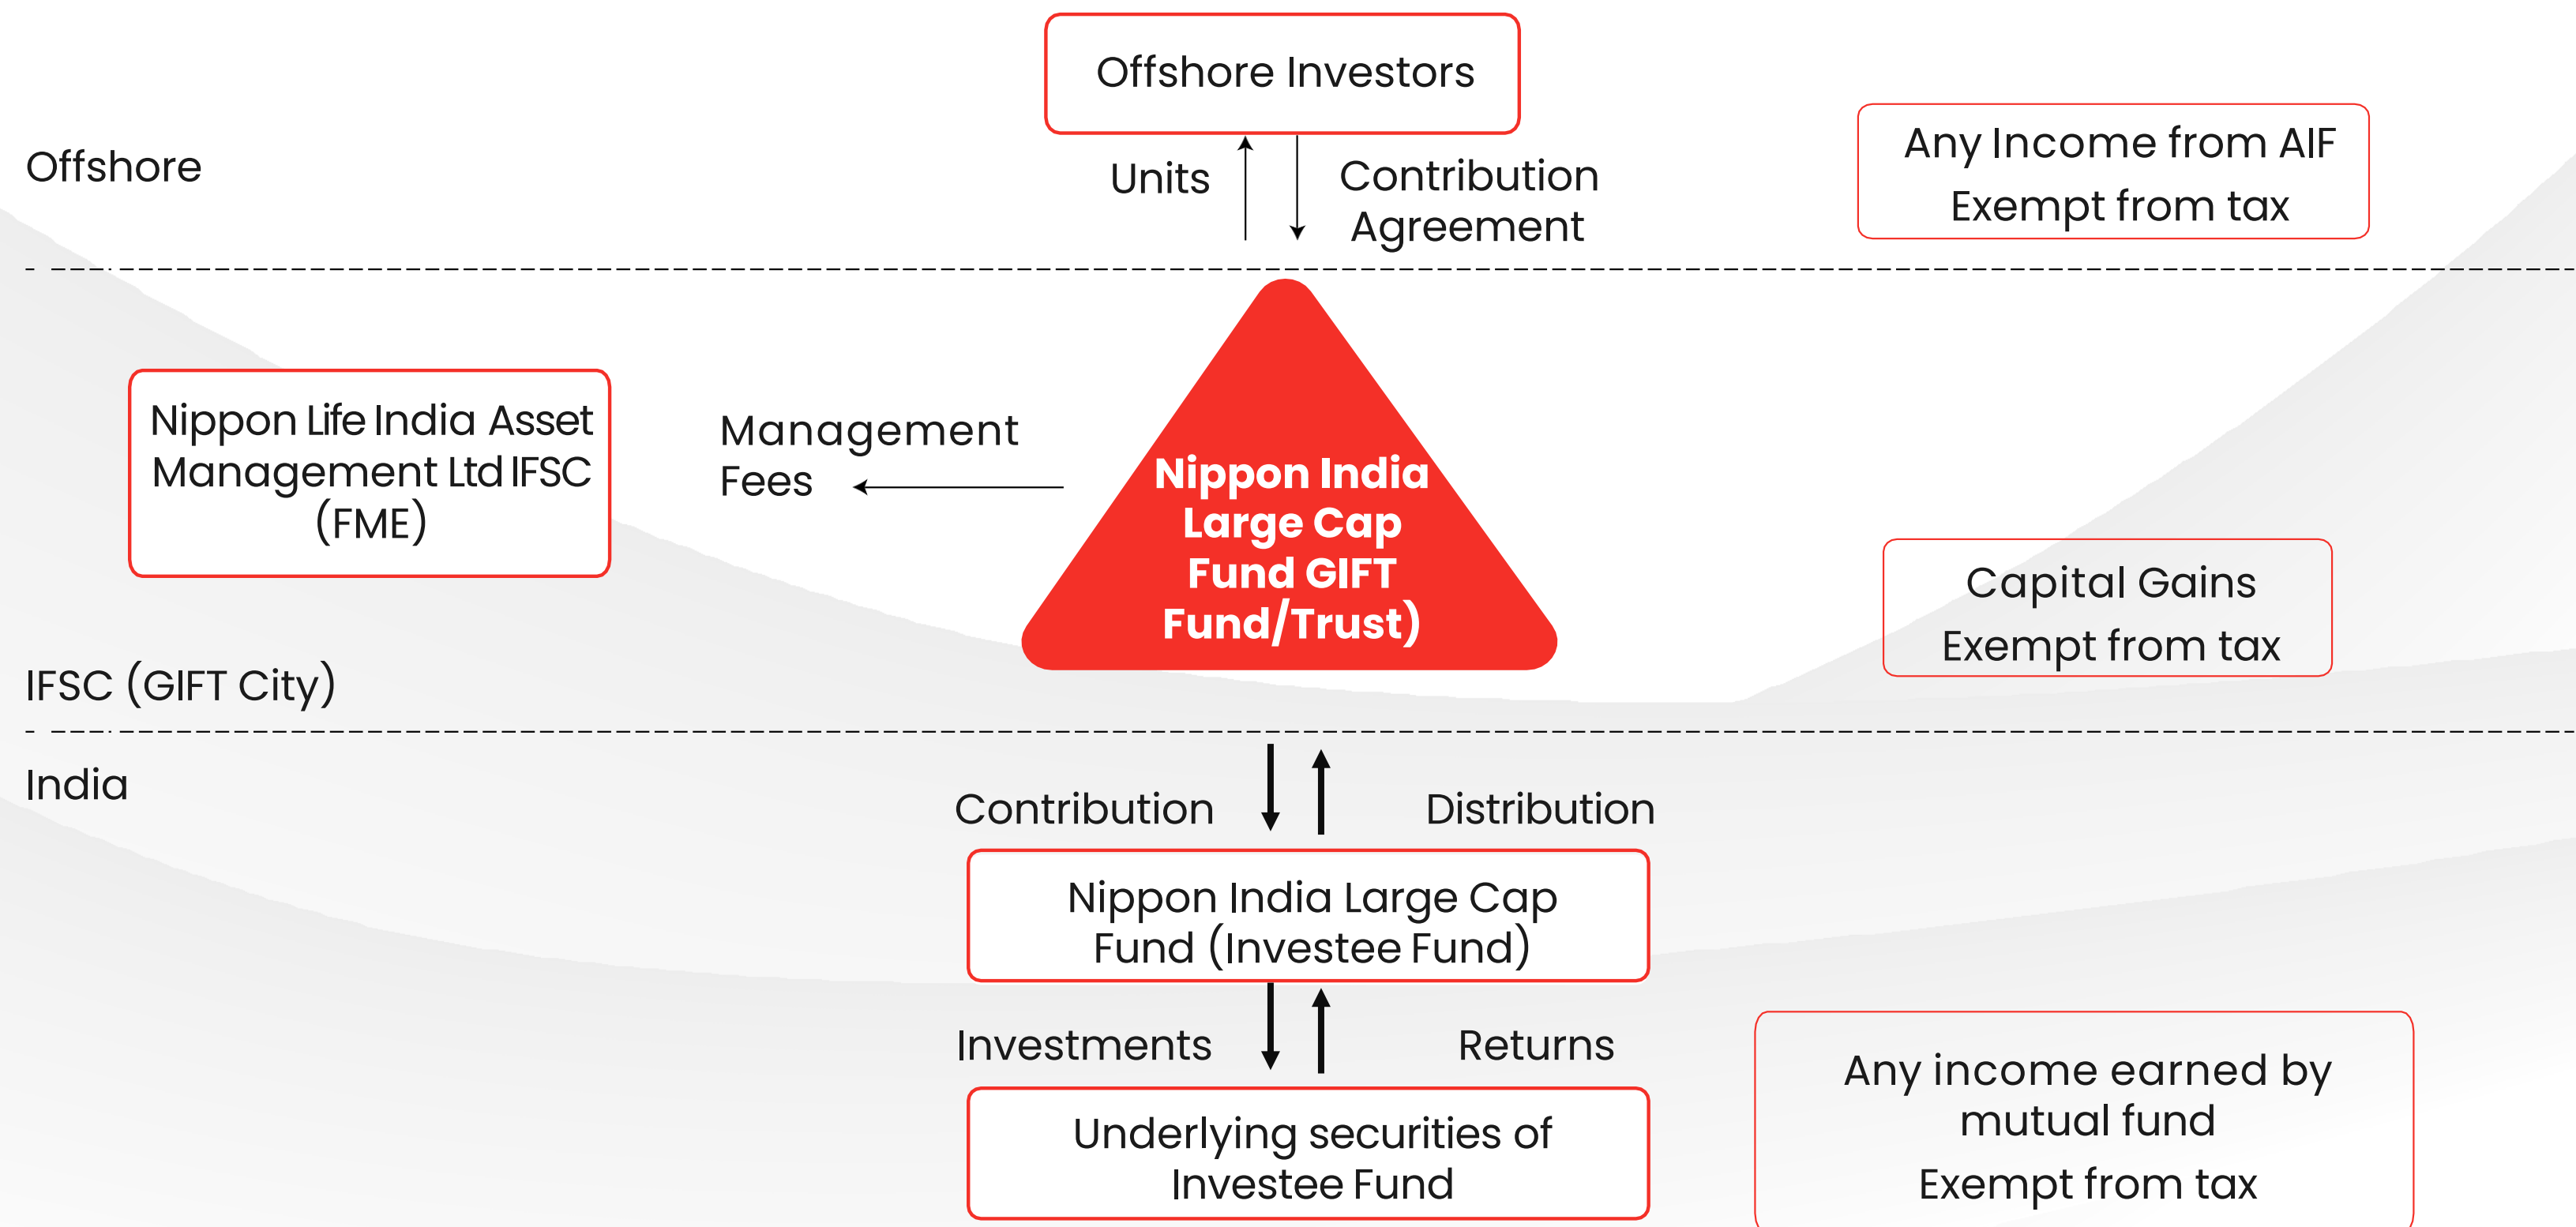 Offshore Investors
Offshore
Units
Contribution
Agreement
Any Income from AIF
Exempt from tax
Nippon Life India Asset
Management Ltd IFSC
(FME)
Management
Fees
Nippon India
Large Cap
Fund GIFT
Fund/Trust)
Capital Gains
Exempt from tax
IFSC (GIFT City)
India
Contribution
Distribution
Nippon India Large Cap
Fund (Investee Fund)
Investments
Returns
Underlying securities of
Investee Fund
Any income earned by
mutual fund
Exempt from tax